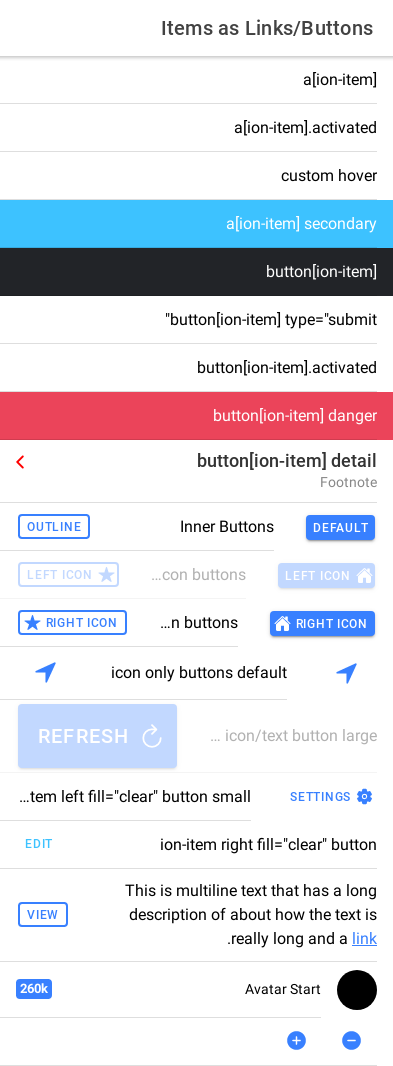 Items as Links/Buttons
a[ion-item]
a[ion-item].activated
custom hover
a[ion-item] secondary
button[ion-item]
"button[ion-item] type="submit
button[ion-item].activated
button[ion-item] danger
button[ion-item] detail
Footnote
DEFAULT Inner Buttons OUTLINE
LEFT ICON …con buttons LEFT ICON
RIGHT ICON …n buttons RIGHT ICON
icon only buttons default
… icon/text button large REFRESH
SETTINGS …tem left fill="clear" button small
ion-item right fill="clear" button EDIT
This is multiline text that has a long
description of about how the text is
.really long and a link
VIEW
Avatar Start 260k